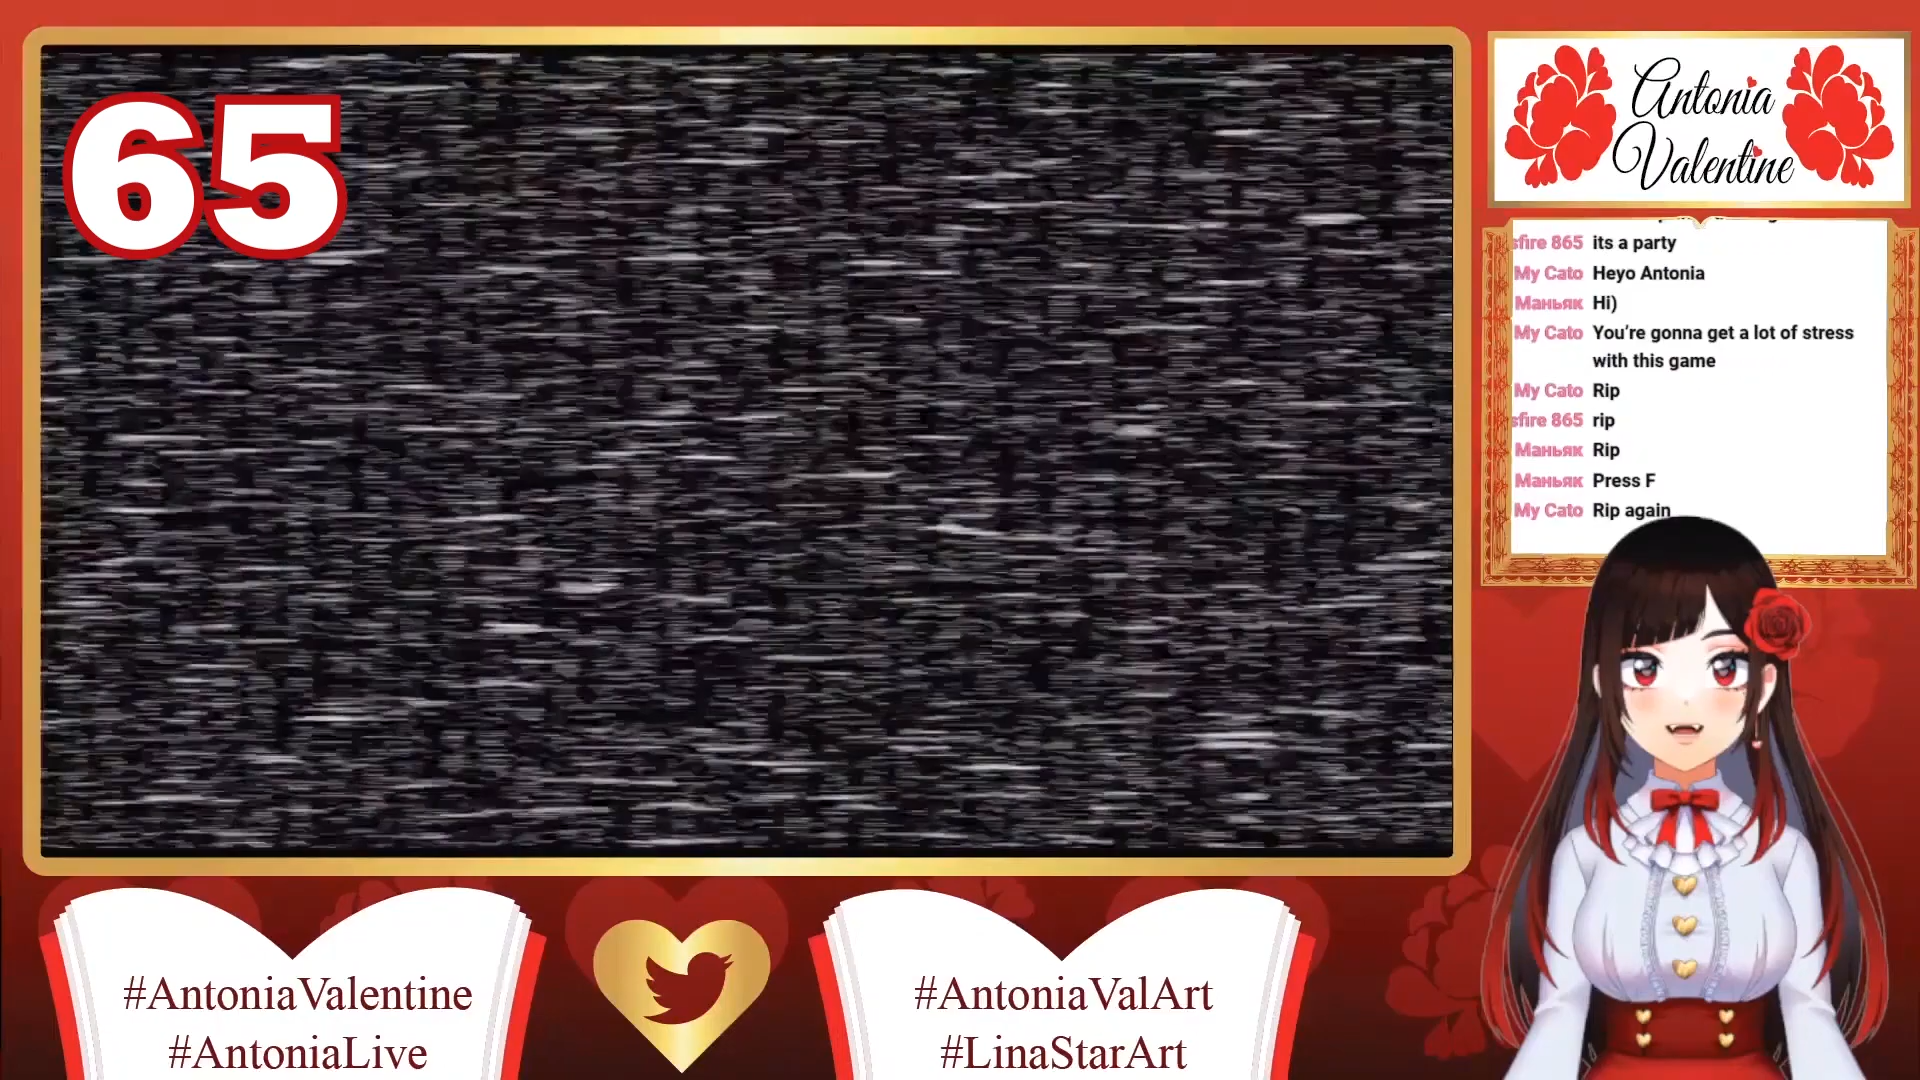 65
Antonia
Valentine
sfire 865 its a party
My Cato Heyo Antonia
Маньяк Hi)
My Cato You're gonna get a lot of stress
with this game
My Cato Rip
sfire 865 rip
Маньяк Rip
Маньяк Press F
My Cato Rip again
#AntoniaValentine
#AntoniaLive
#AntoniaValArt
#LinaStarArt